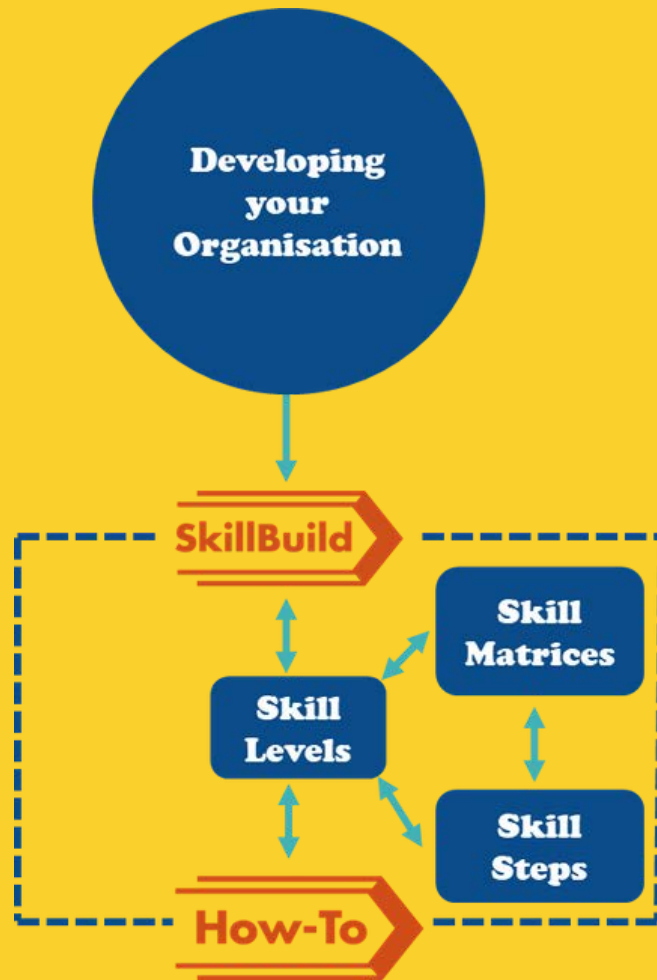 Developing
your
Organisation
SkillBuild
Skill
Matrices
Skill
Levels
Skill
Steps
How-To